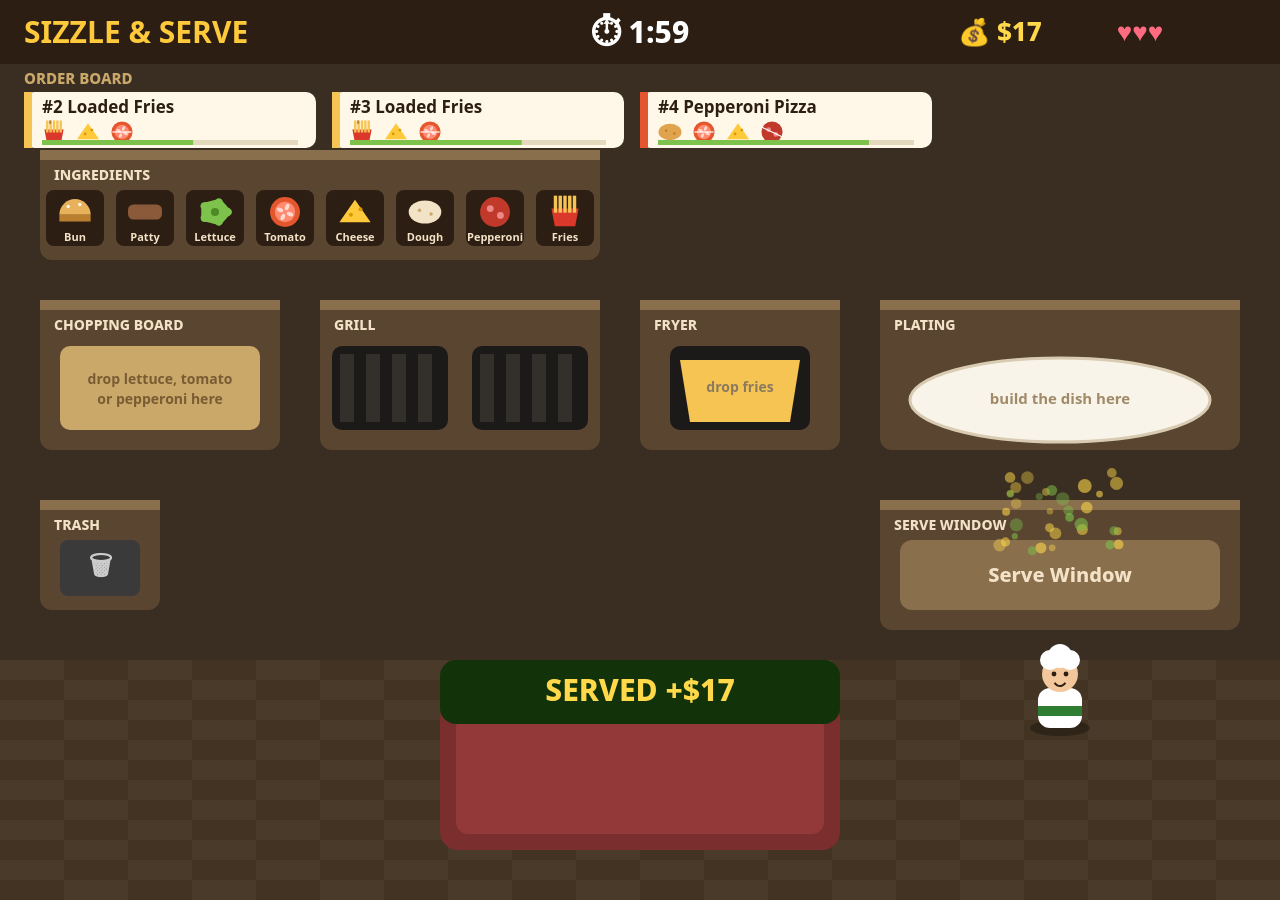 SIZZLE & SERVE
1:59
$17
ORDER BOARD
#2 Loaded Fries
#3 Loaded Fries
#4 Pepperoni Pizza
INGREDIENTS
Bun
Patty
Lettuce
Tomato
Cheese
Dough
Pepperoni
Fries
CHOPPING BOARD
GRILL
FRYER
PLATING
drop lettuce, tomato
or pepperoni here
drop fries
build the dish here
TRASH
SERVE WINDOW
Serve Window
SERVED +$17